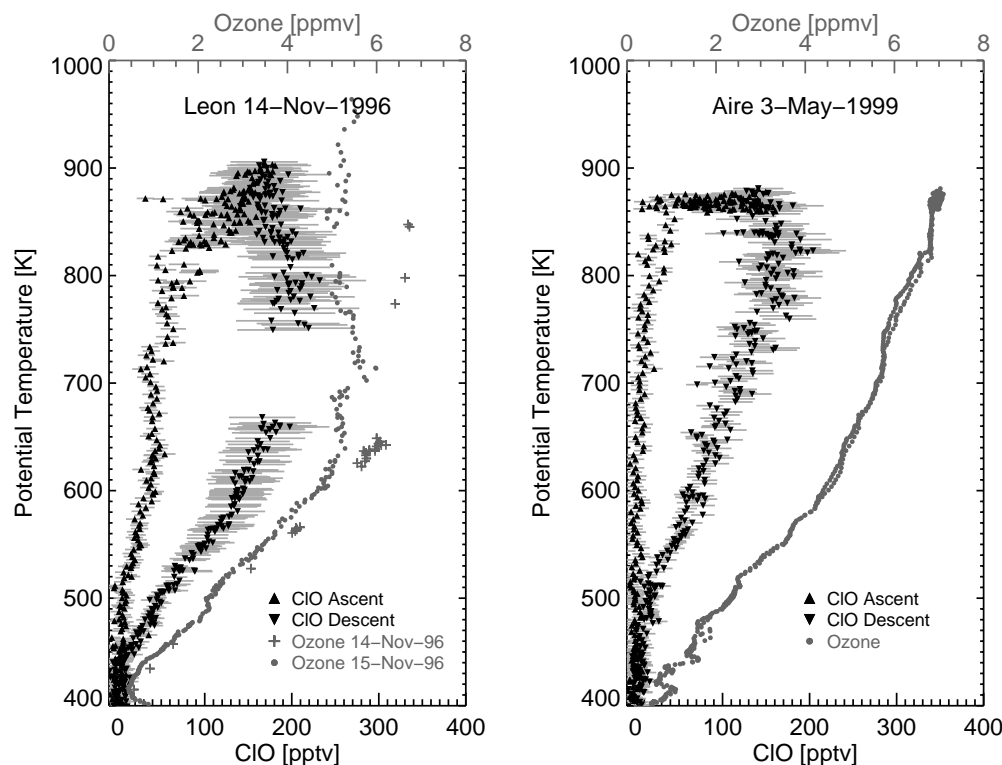 Ozone [ppmv]
0 2 4 6 8
Leon 14−Nov−1996
1000
900
800
700
600
500
400
Potential Temperature [K]
ClO Ascent
ClO Descent
Ozone 14−Nov−96
Ozone 15−Nov−96
0 100 200 300 400
ClO [pptv]
Ozone [ppmv]
0 2 4 6 8
Aire 3−May−1999
1000
900
800
700
600
500
400
Potential Temperature [K]
ClO Ascent
ClO Descent
Ozone
0 100 200 300 400
ClO [pptv]